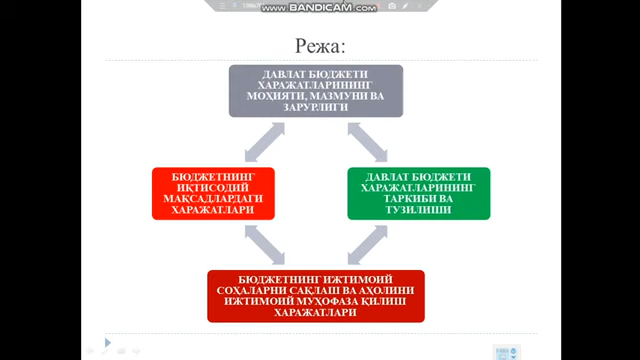 www.BANDICAM.com
Режа:
ДАВЛАТ БЮДЖЕТИ
ХАРАЖАТЛАРИНИНГ
МОҲИЯТИ, МАЗМУНИ ВА
ЗАРУРЛИГИ
БЮДЖЕТНИНГ
ИҚТИСОДИЙ
МАҚСАДЛАРДАГИ
ХАРАЖАТЛАРИ
ДАВЛАТ БЮДЖЕТИ
ХАРАЖАТЛАРИНИНГ
ТАРКИБИ ВА
ТУЗИЛИШИ
БЮДЖЕТНИНГ ИЖТИМОИЙ
СОҲАЛАРНИ САҚЛАШ ВА АҲОЛИНИ
ИЖТИМОИЙ МУҲОФАЗА ҚИЛИШ
ХАРАЖАТЛАРИ